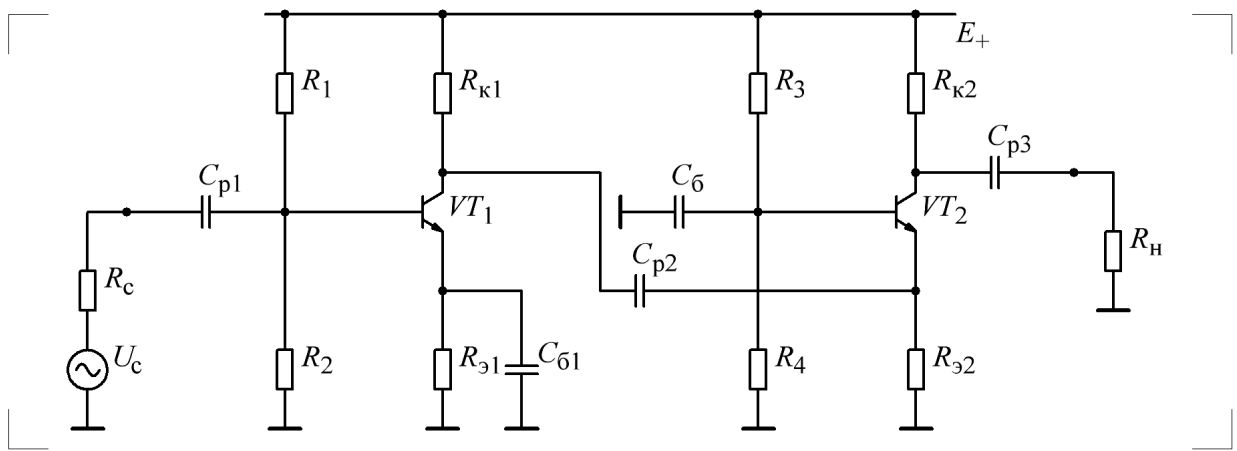 E+
R1
Rк1
R3
Rк2
Cр3
Cр1
Cб
VT1
VT2
Cр2
Rн
Rс
Uс
R2
Rэ1
Cб1
R4
Rэ2